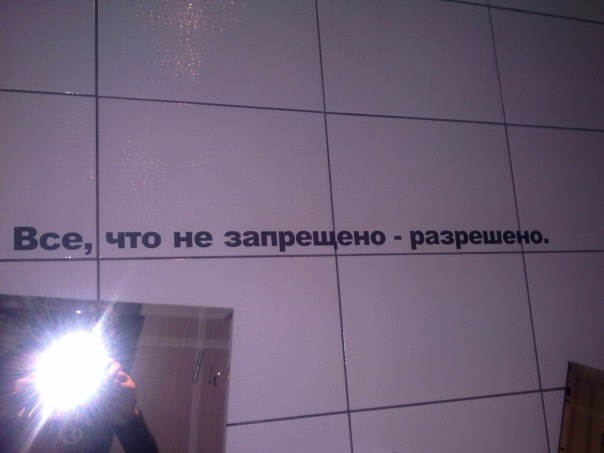 Все, что не запрещено - разрешено.